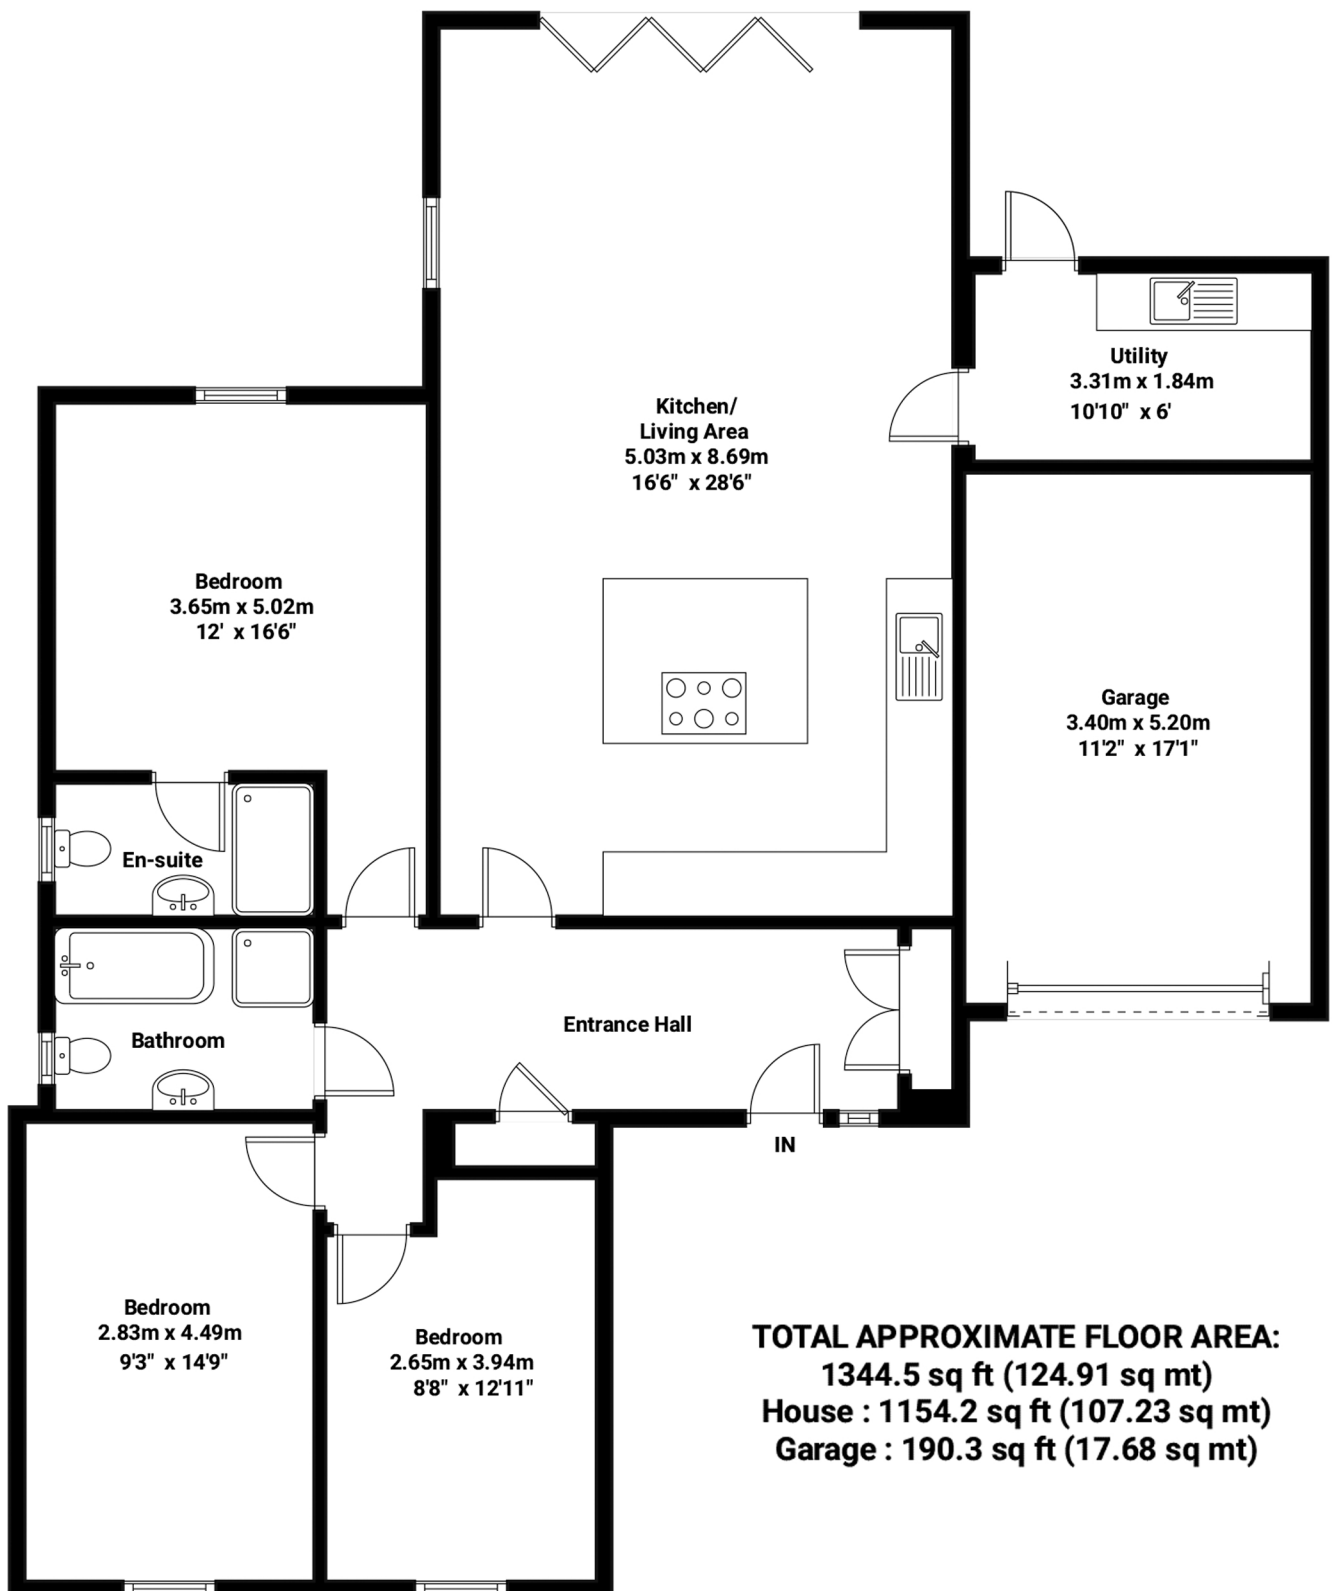 Utility
3.31m x 1.84m
10'10" x 6'
Kitchen/
Living Area
5.03m x 8.69m
16'6" x 28'6"
Bedroom
3.65m x 5.02m
12' x 16'6"
Garage
3.40m x 5.20m
11'2" x 17'1"
En-suite
Entrance Hall
Bathroom
IN
Bedroom
2.83m x 4.49m
9'3" x 14'9"
Bedroom
2.65m x 3.94m
8'8" x 12'11"
TOTAL APPROXIMATE FLOOR AREA:
1344.5 sq ft (124.91 sq mt)
House : 1154.2 sq ft (107.23 sq mt)
Garage : 190.3 sq ft (17.68 sq mt)